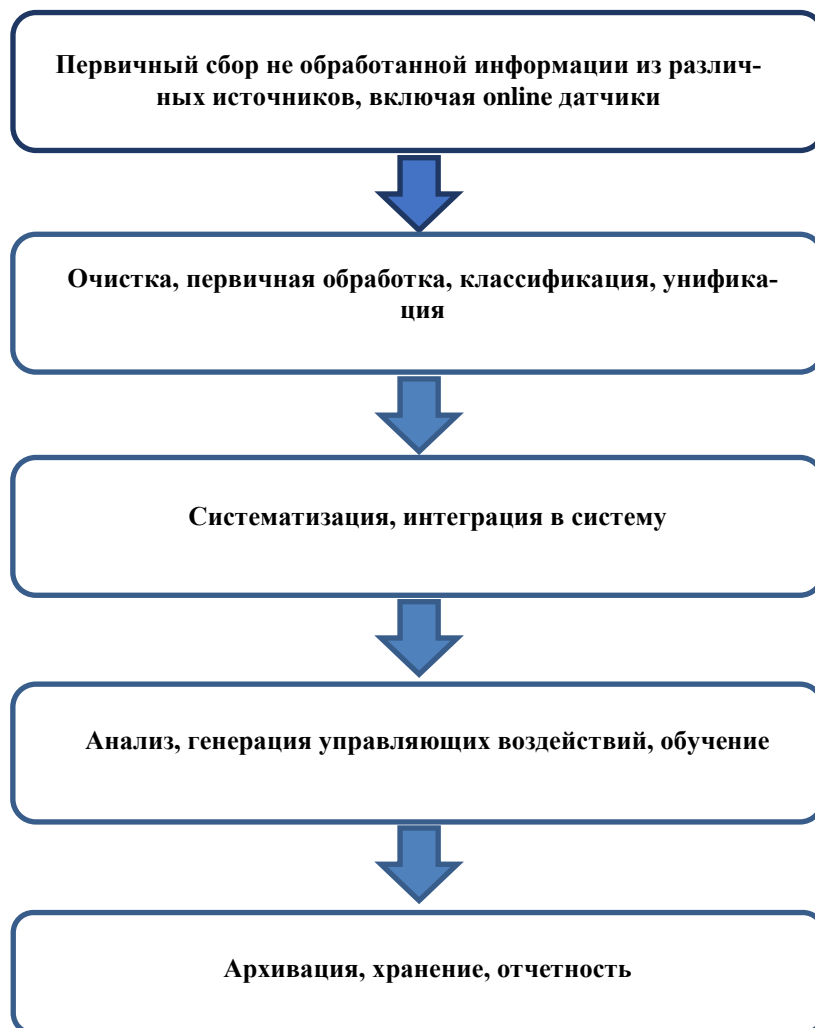 Первичный сбор не обработанной информации из различ-
ных источников, включая online датчики
Очистка, первичная обработка, классификация, унифика-
ция
Систематизация, интеграция в систему
Анализ, генерация управляющих воздействий, обучение
Архивация, хранение, отчетность